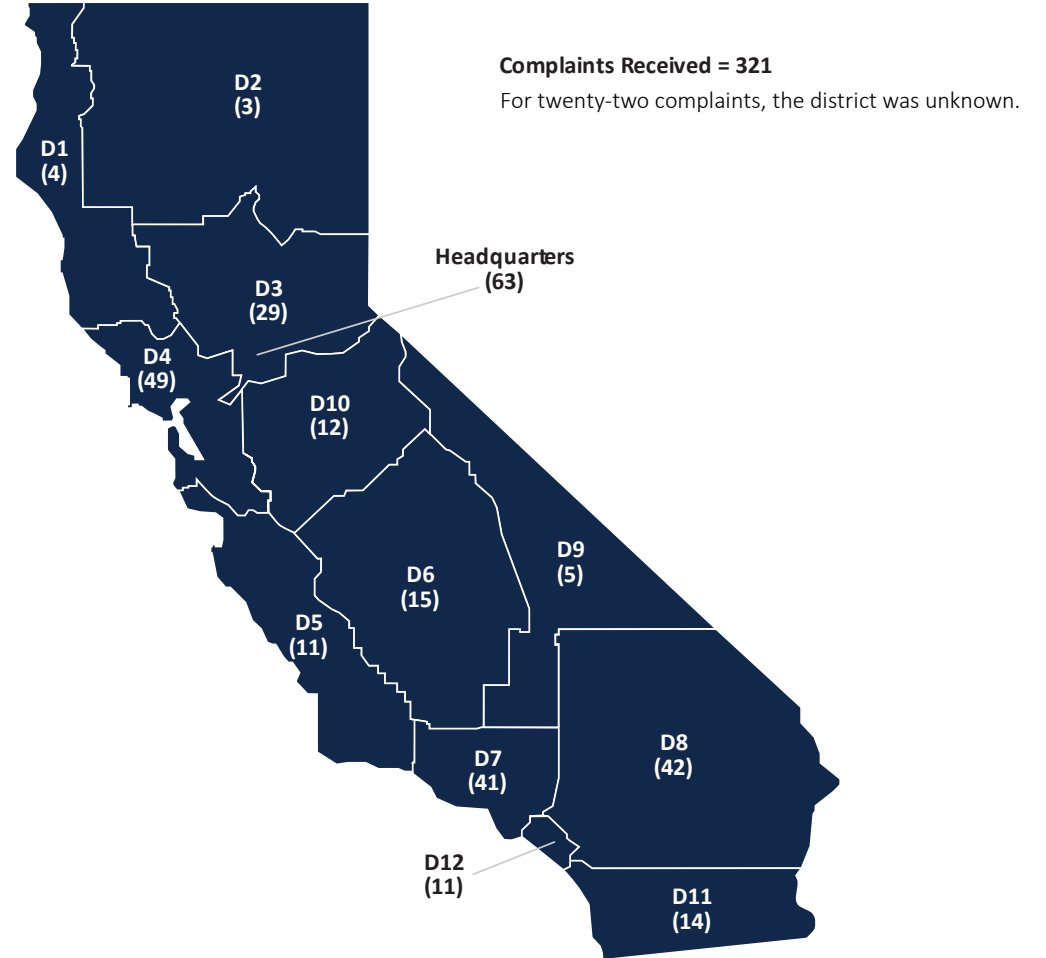 Complaints Received = 321
For twenty-two complaints, the district was unknown.
D2
(3)
D1
(4)
Headquarters
(63)
D3
(29)
D4
(49)
D10
(12)
D9
(5)
D6
(15)
D5
(11)
D8
(42)
D7
(41)
D12
(11)
D11
(14)